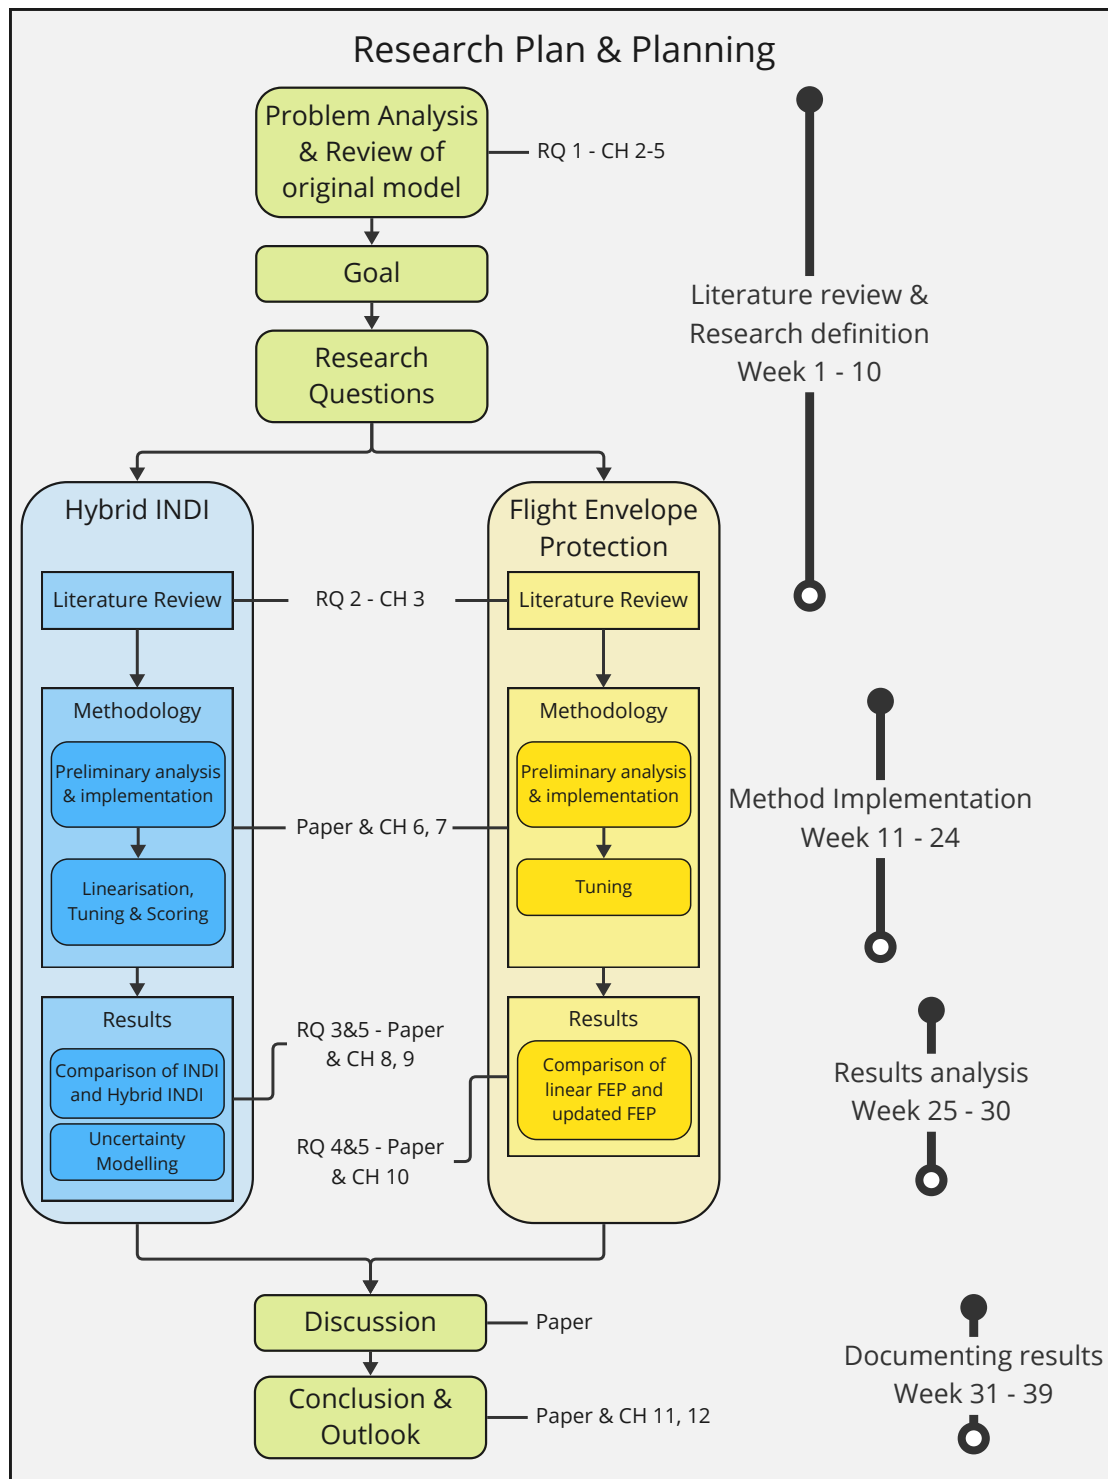 Research Plan & Planning
Problem Analysis
& Review of
original model
RQ 1 - CH 2-5
Goal
Research
Questions
Literature review &
Research definition
Week 1 - 10
Hybrid INDI
Flight Envelope
Protection
Literature Review
RQ 2 - CH 3
Literature Review
Methodology
Preliminary analysis
& implementation
Linearisation,
Tuning & Scoring
Paper & CH 6, 7
Methodology
Preliminary analysis
& implementation
Tuning
Method Implementation
Week 11 - 24
Results
Comparison of INDI
and Hybrid INDI
Uncertainty
Modelling
RQ 3&5 - Paper
& CH 8, 9
RQ 4&5 - Paper
& CH 10
Results
Comparison of
linear FEP and
updated FEP
Results analysis
Week 25 - 30
Discussion
Paper
Conclusion &
Outlook
Paper & CH 11, 12
Documenting results
Week 31 - 39